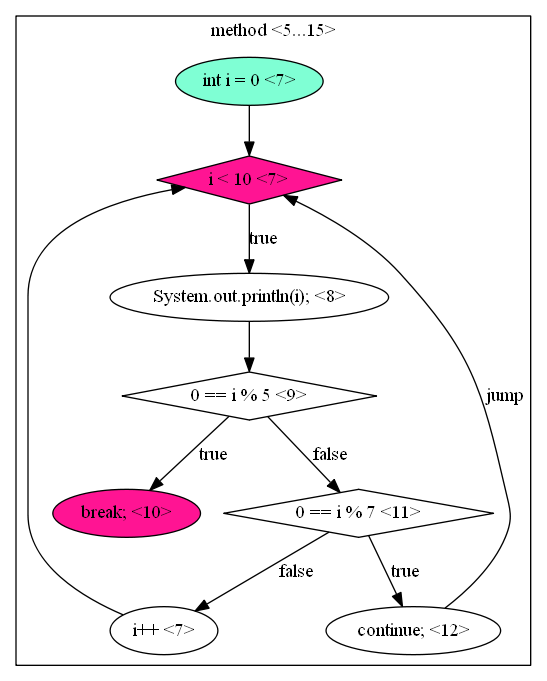 method <5...15>
int i = 0 <7>
i < 10 <7>
true
System.out.println(i); <8>
0 == i % 5 <9>
jump
true
false
break; <10>
0 == i % 7 <11>
false
true
i++ <7>
continue; <12>